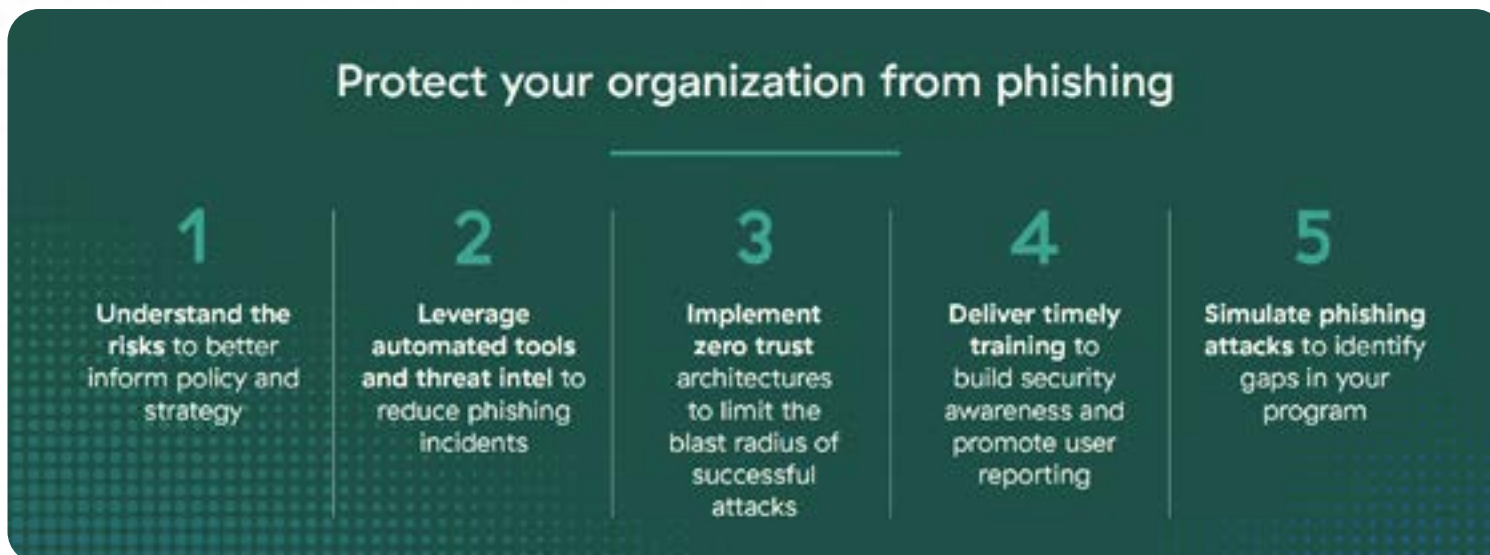 Protect your organization from phishing
1
Understand the
risks to better
inform policy and
strategy
2
Leverage
automated tools
and threat intel to
reduce phishing
incidents
3
Implement
zero trust
architectures
to limit the
blast radius of
successful
attacks
4
Deliver timely
training to
build security
awareness and
promote user
reporting
5
Simulate phishing
attacks to identify
gaps in your
program